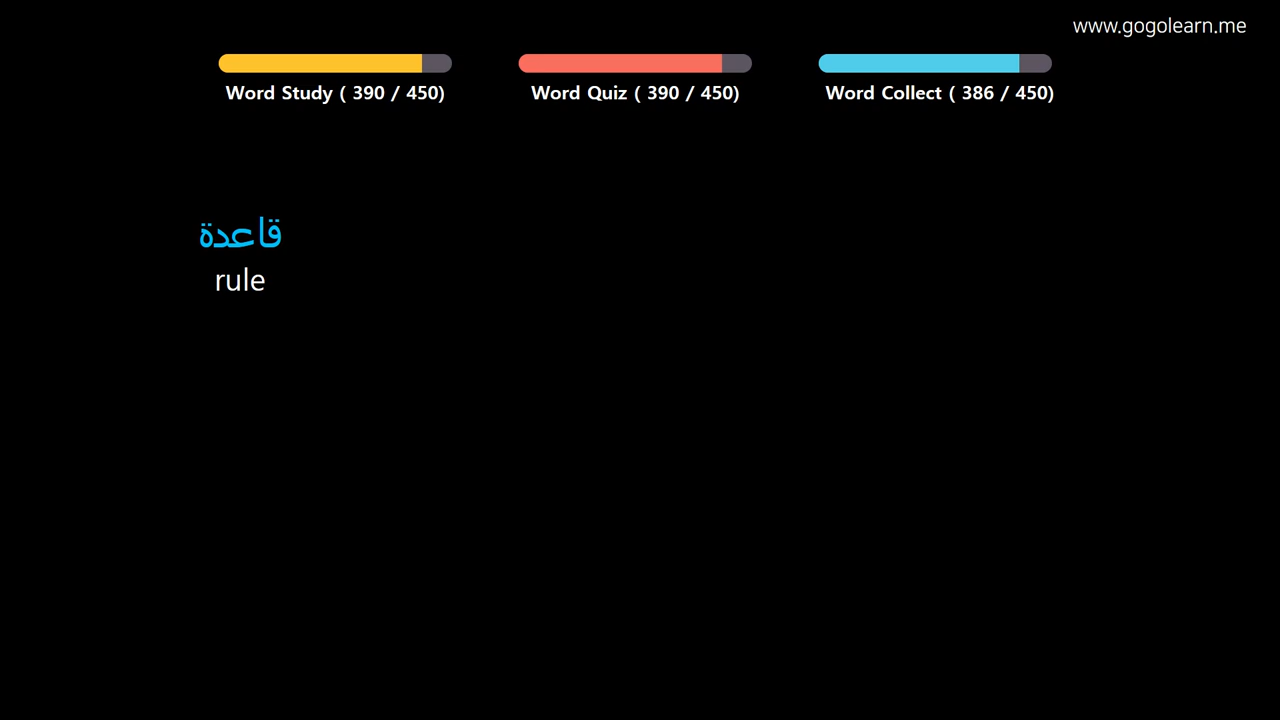 www.gogolearn.me
Word Study ( 390 / 450)
Word Quiz ( 390 / 450)
Word Collect ( 386 / 450)
قاعدة
rule